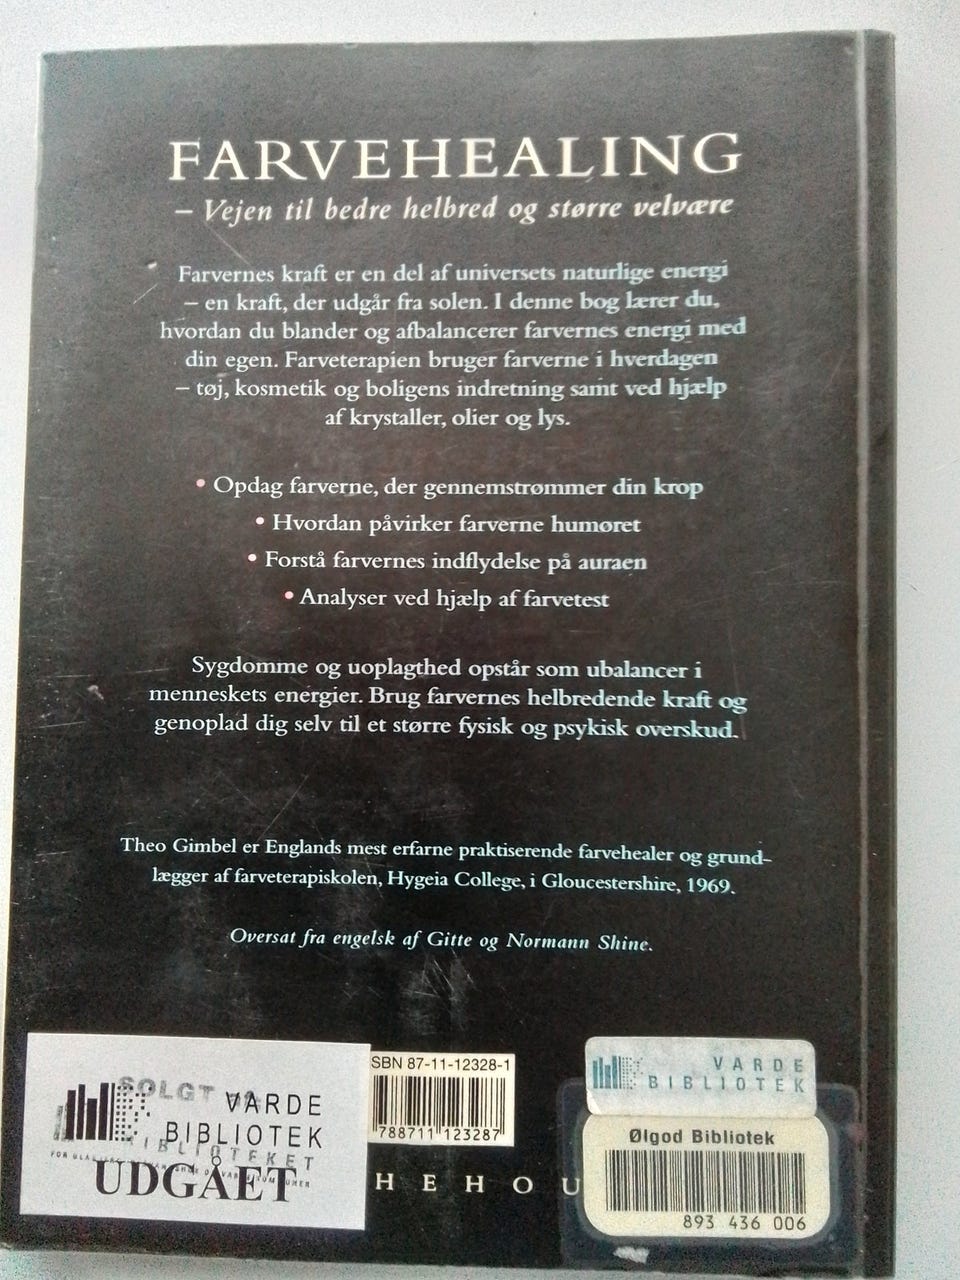 FARVEHEALING
– Vejen til bedre helbred og større velvære
Farvernes kraft er en del af universets naturlige energi
– en kraft, der udgår fra solen. I denne bog lærer du,
hvordan du blander og afbalancerer farvernes energi med
din egen. Farveterapien bruger farverne i hverdagen
– tøj, kosmetik og boligens indretning samt ved hjælp
af krystaller, olier og lys.
• Opdag farverne, der gennemstrømmer din krop
• Hvordan påvirker farverne humøret
• Forstå farvernes indflydelse på auraen
• Analyser ved hjælp af farvetest
Sygdomme og uoplagthed opstår som ubalancer i
menneskets energier. Brug farvernes helbredende kraft og
genoplad dig selv til et større fysisk og psykisk overskud.
Theo Gimbel er Englands mest erfarne praktiserende farvehealer og grund-
lægger af farveterapiskolen, Hygeia College, i Gloucestershire, 1969.
Oversat fra engelsk af Gitte og Normann Shine.
SOLGT
VARDE
BIBLIOTEK
BIBLIOTEKET
UDGÅET
SBN 87-11-12328-1
788711 123287
HEHOU
VARDE
BIBLIOTEK
Ølgod Bibliotek
893 436 006